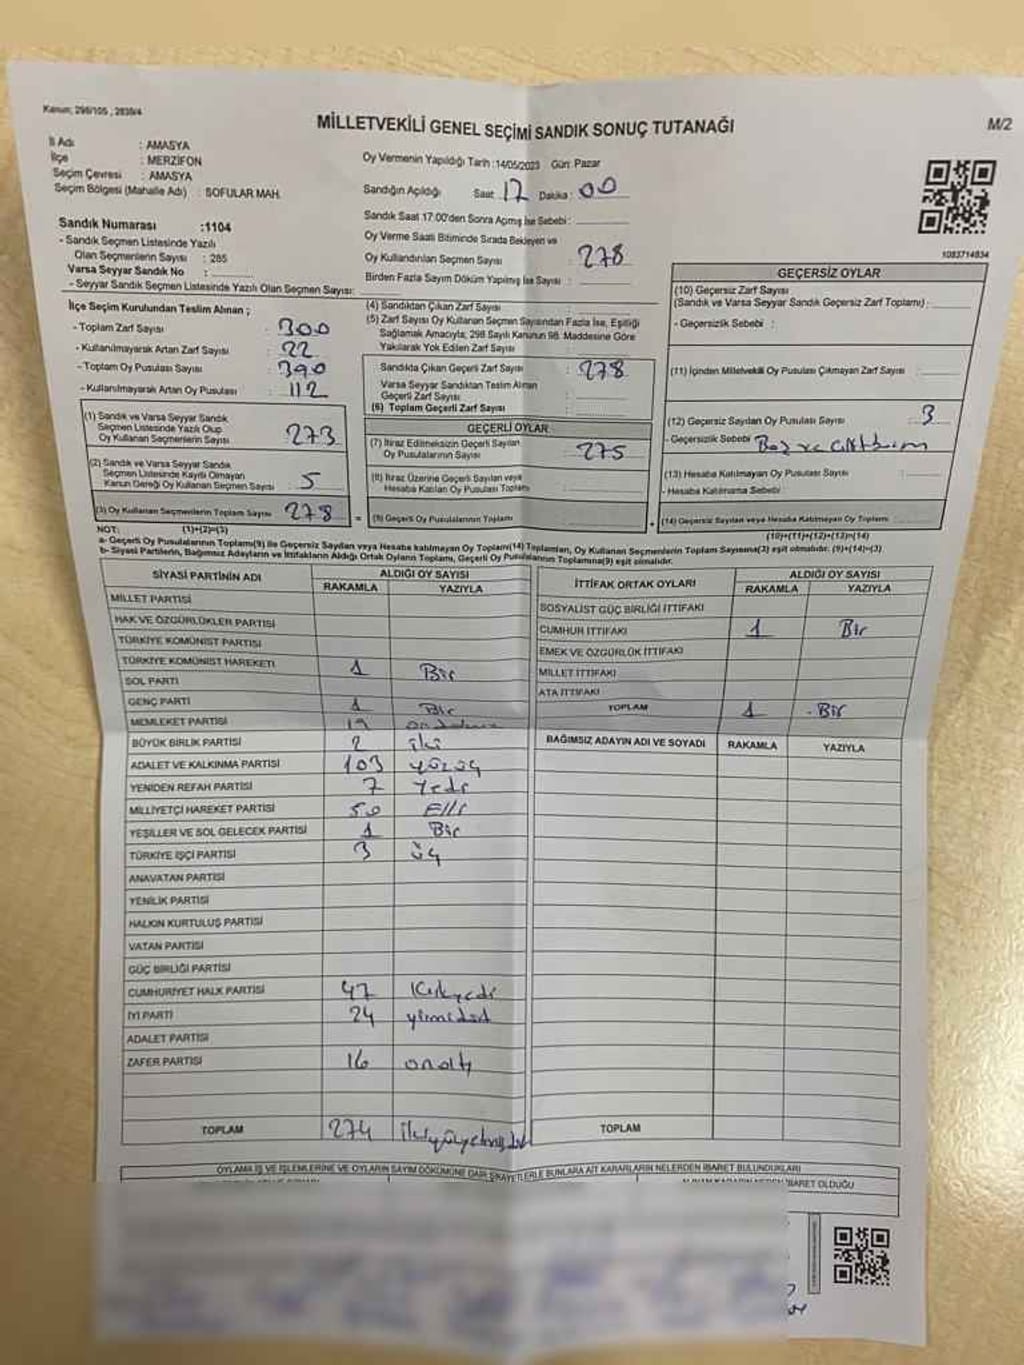 Kanun; 298/105 , 2839/4
MİLLETVEKİLİ GENEL SEÇİMİ SANDIK SONUÇ TUTANAĞI
M/2
İl Adı : AMASYA
İlçe : MERZİFON
Seçim Çevresi : AMASYA
Seçim Bölgesi (Mahalle Adı) : SOFULAR MAH.
Oy Vermenin Yapıldığı Tarih :14/05/2023 Gün: Pazar
Sandığın Açıldığı Saat 17 Dakika : 00
Sandık Saat 17.00'den Sonra Açmış İse Sebebi :
Oy Verme Saati Bitiminde Sırada Bekleyen ve
Oy Kullandırılan Seçmen Sayısı : 278
Birden Fazla Sayım Döküm Yapılmış İse Sayısı :
Sandık Numarası :1104
- Sandık Seçmen Listesinde Yazılı
Olan Seçmenlerin Sayısı : 285
Varsa Seyyar Sandık No :
- Seyyar Sandık Seçmen Listesinde Yazılı Olan Seçmen Sayısı:
1083714834
İlçe Seçim Kurulundan Teslim Alınan ;
- Toplam Zarf Sayısı : 300
- Kullanılmayarak Artan Zarf Sayısı : 22
- Toplam Oy Pusulası Sayısı : 390
- Kullanılmayarak Artan Oy Pusulası : 112
(1) Sandık ve Varsa Seyyar Sandık
Seçmen Listesinde Yazılı Olup
Oy Kullanan Seçmenlerin Sayısı : 273
(2) Sandık ve Varsa Seyyar Sandık
Seçmen Listesinde Kaydı Olmayan
Kanun Gereği Oy Kullanan Seçmen Sayısı : 5
(3) Oy Kullanan Seçmenlerin Toplam Sayısı : 278
(4) Sandıktan Çıkan Zarf Sayısı :
(5) Zarf Sayısı Oy Kullanan Seçmen Sayısından Fazla İse, Eşitliği
Sağlamak Amacıyla; 298 Sayılı Kanunun 98. Maddesine Göre
Yakılarak Yok Edilen Zarf Sayısı :
Sandıkta Çıkan Geçerli Zarf Sayısı : 278
Varsa Seyyar Sandıktan Teslim Alınan
Geçerli Zarf Sayısı :
(6) Toplam Geçerli Zarf Sayısı :
GEÇERLİ OYLAR
(7) İtiraz Edilmeksizin Geçerli Sayılan
Oy Pusulalarının Sayısı : 275
(8) İtiraz Üzerine Geçerli Sayılan veya
Hesaba Katılan Oy Pusulası Toplamı :
= (9) Geçerli Oy Pusulalarının Toplamı :
GEÇERSİZ OYLAR
(10) Geçersiz Zarf Sayısı
(Sandık ve Varsa Seyyar Sandık Geçersiz Zarf Toplamı) :
- Geçersizlik Sebebi :
(11) İçinden Milletvekili Oy Pusulası Çıkmayan Zarf Sayısı :
(12) Geçersiz Sayılan Oy Pusulası Sayısı : 3
- Geçersizlik Sebebi : Boş ve
(13) Hesaba Katılmayan Oy Pusulası Sayısı :
- Hesaba Katılmama Sebebi :
+ (14) Geçersiz Sayılan veya Hesaba Katılmayan Oy Toplamı :
NOT: (1)+(2)=(3)
(10)+(11)+(12)+(13)=(14)
a- Geçerli Oy Pusulalarının Toplamı(9) ile Geçersiz Sayılan veya Hesaba katılmayan Oy Toplamı(14) Toplamları, Oy Kullanan Seçmenlerin Toplam Sayısına(3) eşit olmalıdır. (9)+(14)=(3)
b- Siyasi Partilerin, Bağımsız Adayların ve İttifakların Aldığı Ortak Oyların Toplamı, Geçerli Oy Pusulalarının Toplamına(9) eşit olmalıdır.
SİYASİ PARTİNİN ADI ALDIĞI OY SAYISI
RAKAMLA YAZIYLA
MİLLET PARTİSİ
HAK VE ÖZGÜRLÜKLER PARTİSİ
TÜRKİYE KOMÜNİST PARTİSİ
TÜRKİYE KOMÜNİST HAREKETİ 1 Bir
SOL PARTİ
GENÇ PARTİ 1 Bir
MEMLEKET PARTİSİ 19
BÜYÜK BİRLİK PARTİSİ 2 iki
ADALET VE KALKINMA PARTİSİ 103 yüzüç
YENİDEN REFAH PARTİSİ 7 Yedi
MİLLİYETÇİ HAREKET PARTİSİ 50 Elli
YEŞİLLER VE SOL GELECEK PARTİSİ 1 Bir
TÜRKİYE İŞÇİ PARTİSİ 3 üç
ANAVATAN PARTİSİ
YENİLİK PARTİSİ
HALKIN KURTULUŞ PARTİSİ
VATAN PARTİSİ
GÜÇ BİRLİĞİ PARTİSİ
CUMHURİYET HALK PARTİSİ 47 Kırkyedi
İYİ PARTİ 24 yirmidört
ADALET PARTİSİ
ZAFER PARTİSİ 16 onaltı
TOPLAM 274 ikiyüzyetmişdört
İTTİFAK ORTAK OYLARI ALDIĞI OY SAYISI
RAKAMLA YAZIYLA
SOSYALİST GÜÇ BİRLİĞİ İTTİFAKI
CUMHUR İTTİFAKI 1 Bir
EMEK VE ÖZGÜRLÜK İTTİFAKI
MİLLET İTTİFAKI
ATA İTTİFAKI
TOPLAM 1 Bir
BAĞIMSIZ ADAYIN ADI VE SOYADI RAKAMLA YAZIYLA
TOPLAM
OYLAMA İŞ VE İŞLEMLERİNE VE OYLARIN SAYIM DÖKÜMÜNE DAİR ŞİKAYETLERLE BUNLARA AİT KARARLARIN NELERDEN İBARET BULUNDUKLARI
İBARET OLDUĞU